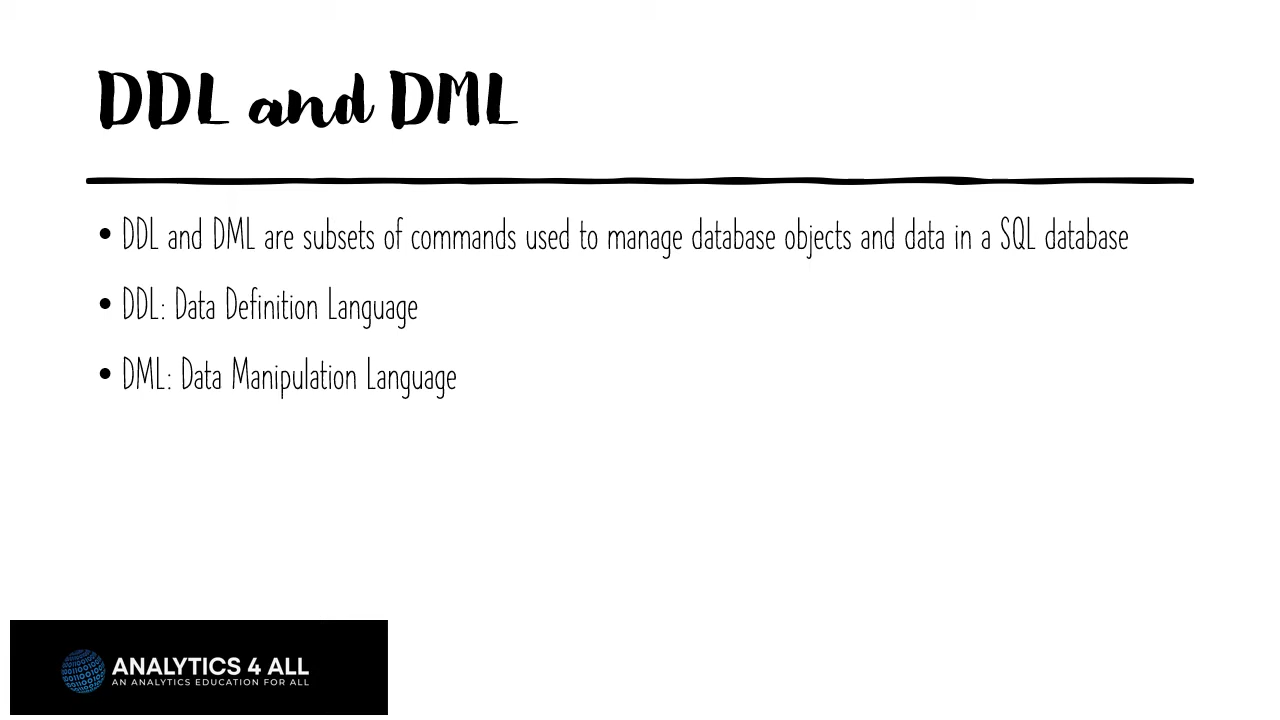 DDL and DML
• DDL and DML are subsets of commands used to manage database objects and data in a SQL database
• DDL: Data Definition Language
• DML: Data Manipulation Language
ANALYTICS 4 ALL
AN ANALYTICS EDUCATION FOR ALL